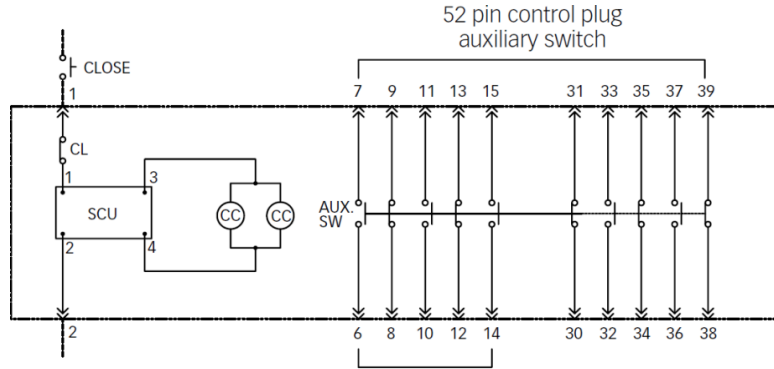 52 pin control plug
auxiliary switch
CLOSE
1
7 9 11 13 15 31 33 35 37 39
CL
1 3
SCU
CC CC
AUX.
SW
2 4
2
6 8 10 12 14 30 32 34 36 38